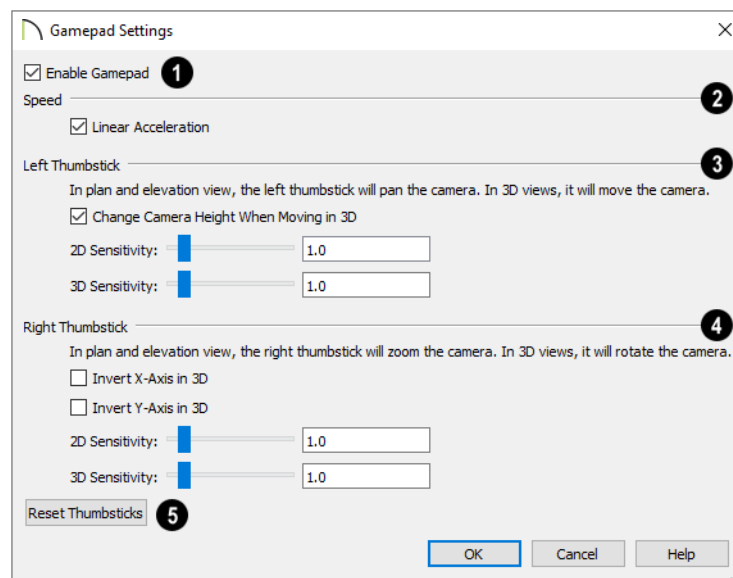 Gamepad Settings
Enable Gamepad 1
Speed 2
Linear Acceleration
Left Thumbstick 3
In plan and elevation view, the left thumbstick will pan the camera. In 3D views, it will move the camera.
Change Camera Height When Moving in 3D
2D Sensitivity: 1.0
3D Sensitivity: 1.0
Right Thumbstick 4
In plan and elevation view, the right thumbstick will zoom the camera. In 3D views, it will rotate the camera.
Invert X-Axis in 3D
Invert Y-Axis in 3D
2D Sensitivity: 1.0
3D Sensitivity: 1.0
Reset Thumbsticks 5
OK Cancel Help